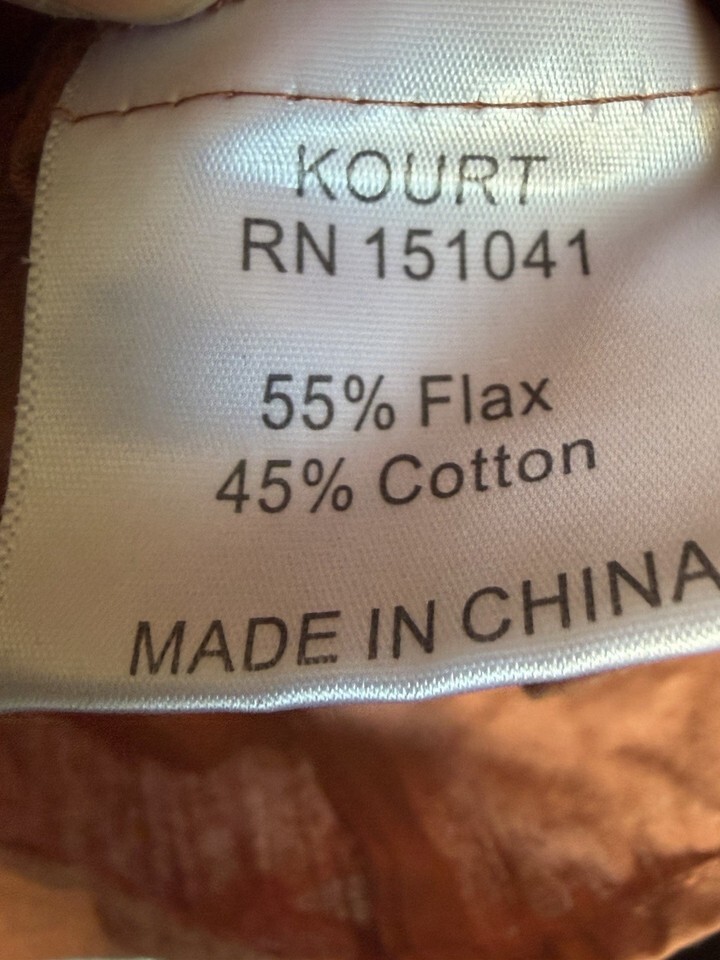 KOURT
RN 151041
55% Flax
45% Cotton
MADE IN CHINA